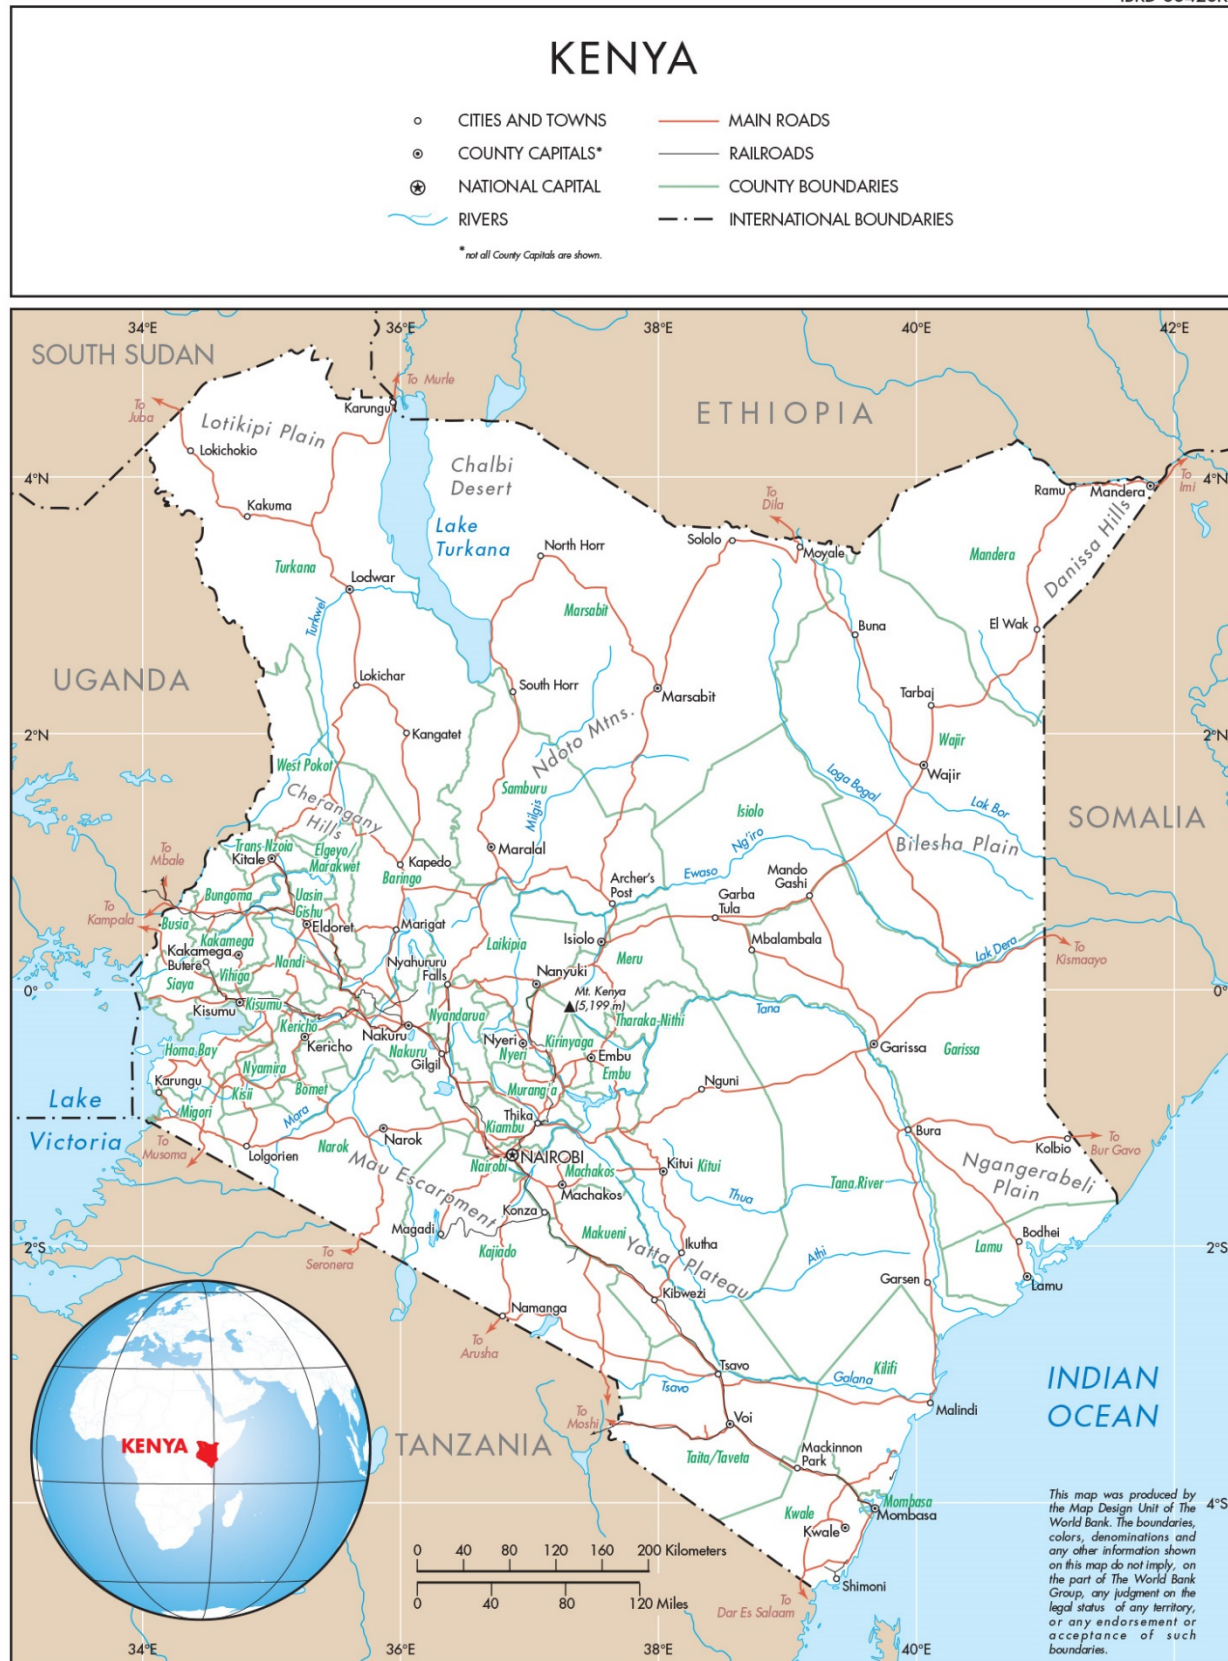 KENYA
CITIES AND TOWNS
COUNTY CAPITALS*
NATIONAL CAPITAL
RIVERS
*not all County Capitals are shown.
MAIN ROADS
RAILROADS
COUNTY BOUNDARIES
INTERNATIONAL BOUNDARIES
34°E
36°E
38°E
40°E
42°E
SOUTH SUDAN
To Murle
To
Juba
Karungu
ETHIOPIA
Lotikipi Plain
Lokichokio
Chalbi
Desert
4°N
4°N
To
Imi
Ramu
Mandera
To
Dila
Kakuma
Lake
Turkana
Sololo
Moyale
North Horr
Mandera
Danissa Hills
Turkana
Lodwar
Marsabit
Turkwel
Buna
El Wak
UGANDA
Lokichar
South Horr
Marsabit
Tarbaj
Kangatet
Ndoto Mtns.
2°N
2°N
Wajir
West Pokot
Wajir
Loga Bogal
Lak Bor
Samburu
Cherangany
Hills
Milgis
Isiolo
SOMALIA
Ng'iro
Bilesha Plain
Trans-Nzoia
Kitale
Elgeyo
Marakwet
Maralal
To
Mbale
Kapedo
Baringo
Ewaso
Mando
Gashi
Archer's
Post
Bungoma
Uasin
Gishu
Garba
Tula
To
Kampala
Busia
Eldoret
Marigat
Kakamega
Kakamega
Laikipia
Isiolo
Mbalambala
Lak Dera
To
Kismaayo
Butere
Nandi
Nyahururu
Falls
Meru
Vihiga
Siaya
Nanyuki
Mt. Kenya
(5,199 m)
0°
0°
Kisumu
Kisumu
Tana
Nyandarua
Tharaka-Nithi
Kericho
Nakuru
Kericho
Homa Bay
Nakuru
Nyeri
Nyeri
Kirinyaga
Embu
Embu
Garissa
Garissa
Gilgil
Nyamira
Karungu
Kisii
Bomet
Murang'a
Nguni
Migori
Mara
Thika
Kiambu
Lake
Victoria
To
Musoma
Narok
Narok
Lolgorien
Bura
Kolbio
To
Bur Gavo
NAIROBI
Nairobi
Mau Escarpment
Machakos
Machakos
Kitui
Kitui
Ngangerabeli
Plain
Thua
Tana River
Konza
Magadi
Makueni
Yatta Plateau
Ikutha
Bodhei
Lamu
2°S
2°S
To
Seronera
Kajiado
Athi
Garsen
Lamu
Kibwezi
Namanga
To
Arusha
Tsavo
Kilifi
Tsavo
Galana
INDIAN
OCEAN
Malindi
To
Moshi
Voi
TANZANIA
KENYA
Taita/Taveta
Mackinnon
Park
Mombasa
Mombasa
Kwale
Kwale
4°S
Shimoni
To
Dar Es Salaam
0 40 80 120 160 200 Kilometers
0 40 80 120 Miles
This map was produced by
the Map Design Unit of The
World Bank. The boundaries,
colors, denominations and
any other information shown
on this map do not imply, on
the part of The World Bank
Group, any judgment on the
legal status of any territory,
or any endorsement or
acceptance of such
boundaries.
34°E
36°E
38°E
40°E